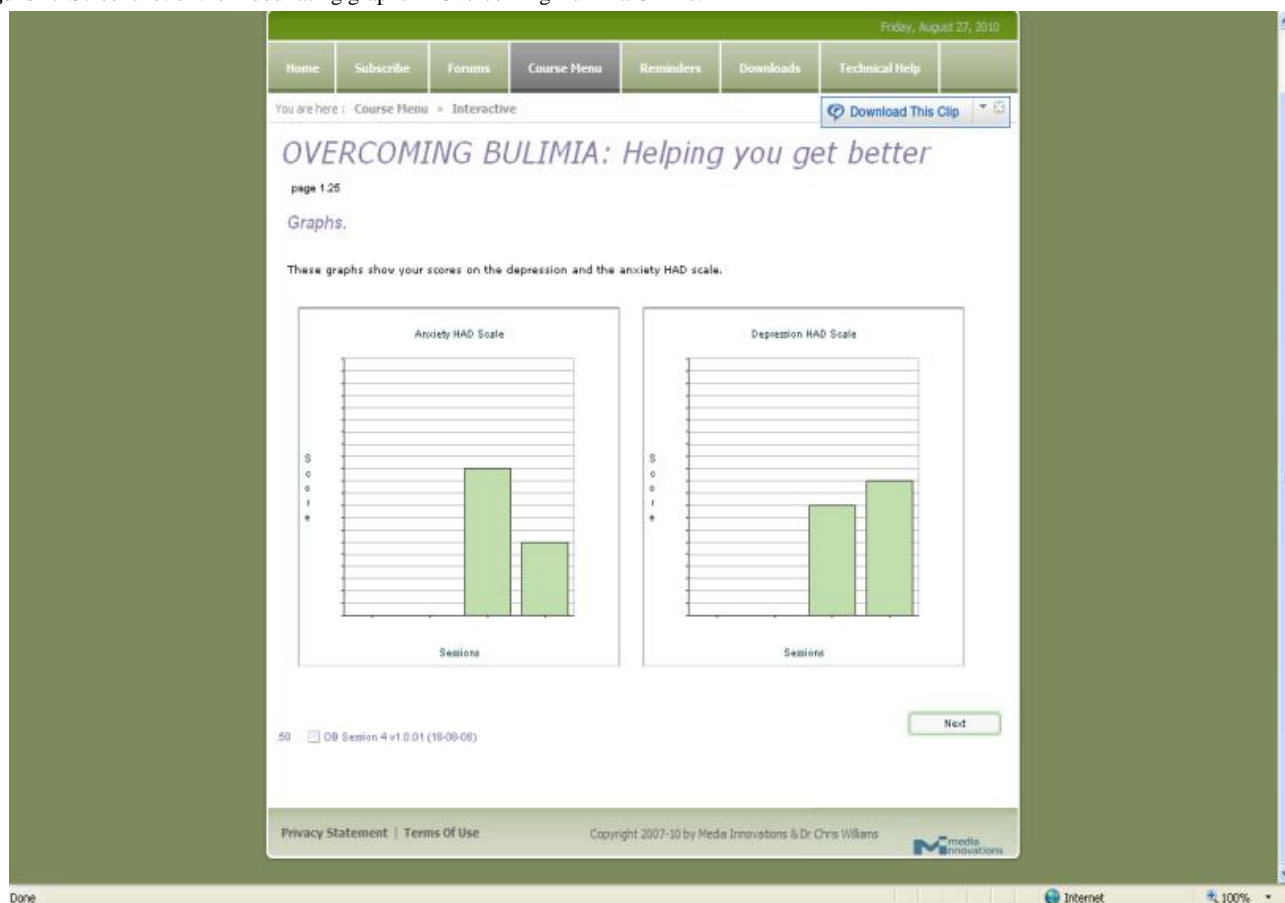 Friday, August 27, 2010
Home Subscribe Forums Course Menu Reminders Downloads Technical Help
You are here : Course Menu » Interactive
Download This Clip
OVERCOMING BULIMIA: Helping you get better
page 1.25
Graphs.
These graphs show your scores on the depression and the anxiety HAD scale.
Anxiety HAD Scale
Score
Sessions
Depression HAD Scale
Score
Sessions
Next
50 OB Session 4 v1.0.01 (18-08-08)
Privacy Statement | Terms Of Use
Copyright 2007-10 by Media Innovations & Dr Chris Williams
media innovations
Done
Internet
100%